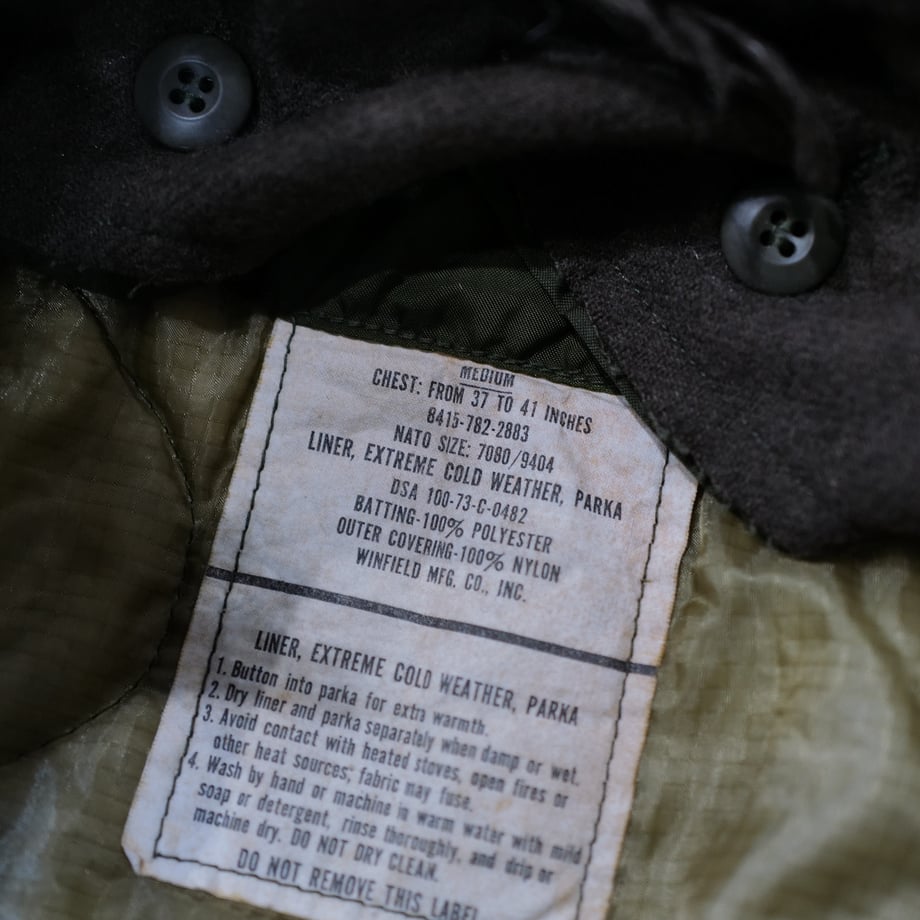 MEDIUM
CHEST: FROM 37 TO 41 INCHES
8415-782-2883
NATO SIZE: 7080/9404
LINER, EXTREME COLD WEATHER, PARKA
DSA 100-73-C-0482
BATTING-100% POLYESTER
OUTER COVERING-100% NYLON
WINFIELD MFG. CO., INC.
LINER, EXTREME COLD WEATHER, PARKA
1. Button into parka for extra warmth.
2. Dry liner and parka separately when damp or wet.
3. Avoid contact with heated stoves, open fires or
other heat sources; fabric may fuse.
4. Wash by hand or machine in warm water with mild
soap or detergent, rinse thoroughly, and drip or
machine dry. DO NOT DRY CLEAN.
DO NOT REMOVE THIS LABEL